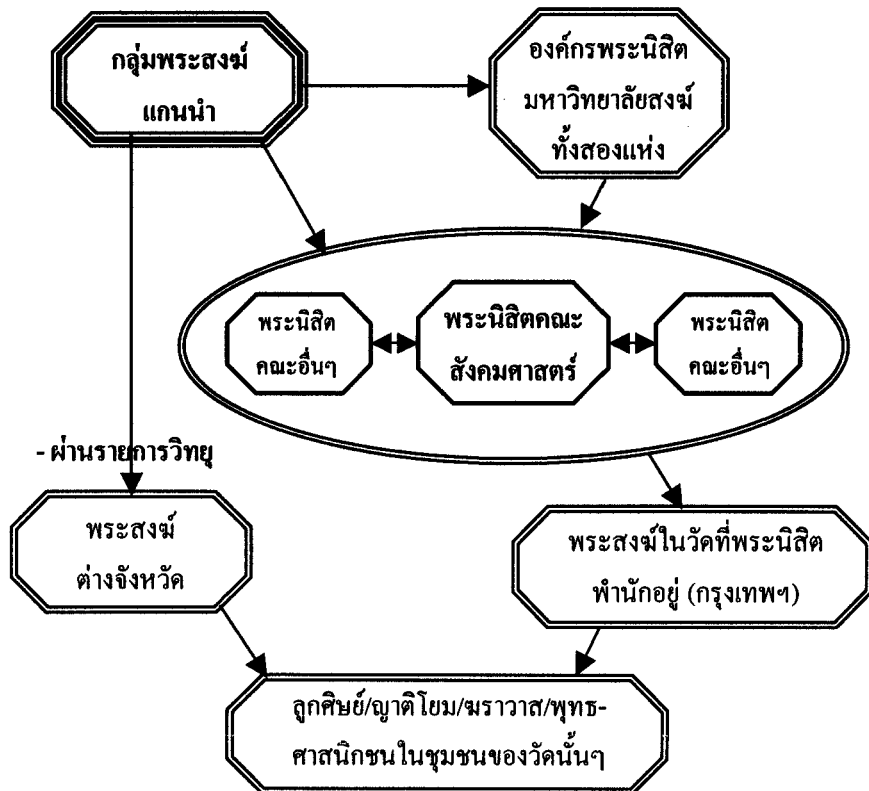 กลุ่มพระสงฆ์
แกนนำ
องค์กรพระนิสิต
มหาวิทยาลัยสงฆ์
ทั้งสองแห่ง
พระนิสิต
คณะอื่นๆ
พระนิสิตคณะ
สังคมศาสตร์
พระนิสิต
คณะอื่นๆ
- ผ่านรายการวิทยุ
พระสงฆ์
ต่างจังหวัด
พระสงฆ์ในวัดที่พระนิสิต
พำนักอยู่ (กรุงเทพฯ)
ลูกศิษย์/ญาติโยม/ฆราวาส/พุทธ-
ศาสนิกชนในชุมชนของวัดนั้นๆ